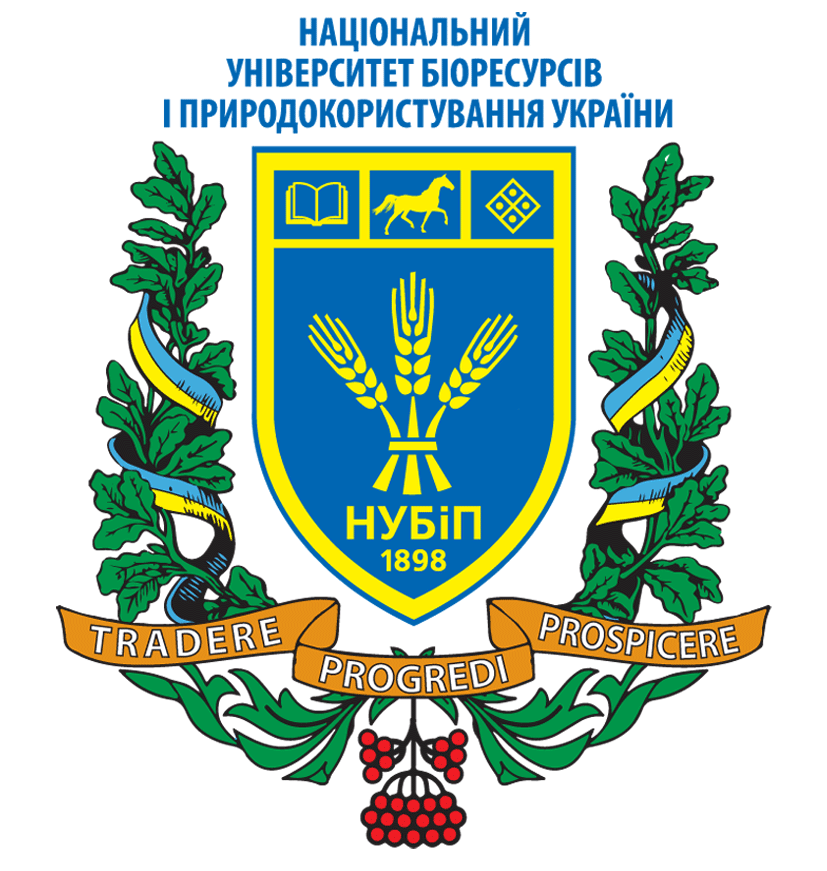 НАЦІОНАЛЬНИЙ
УНІВЕРСИТЕТ БІОРЕСУРСІВ
І ПРИРОДОКОРИСТУВАННЯ УКРАЇНИ
НУБіП
1898
TRADERE
PROGREDI
PROSPICERE